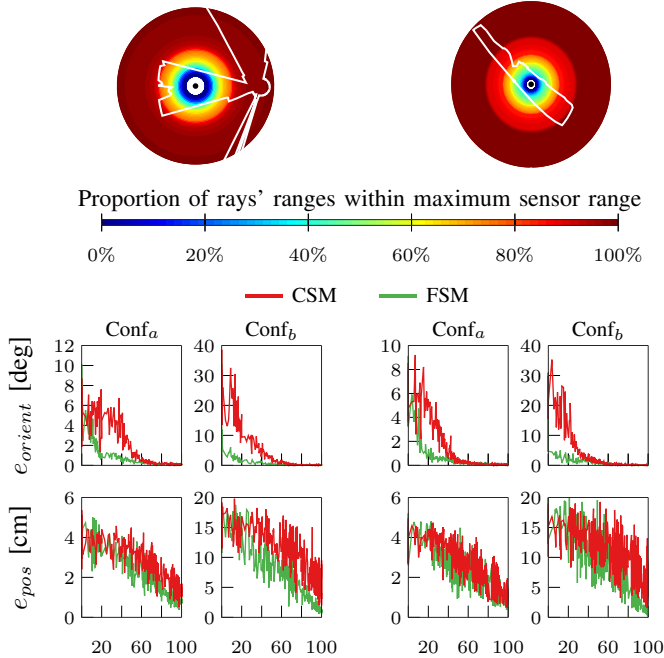 Proportion of rays' ranges within maximum sensor range
0% 20% 40% 60% 80% 100%
CSM FSM
Conf_a Conf_b Conf_a Conf_b
e_orient [deg]
12 10 8 6 4 2 0
40 30 20 10 0
10 8 6 4 2 0
40 30 20 10 0
e_pos [cm]
6 4 2 0
20 15 10 5 0
6 4 2 0
20 15 10 5 0
20 60 100 20 60 100 20 60 100 20 60 100